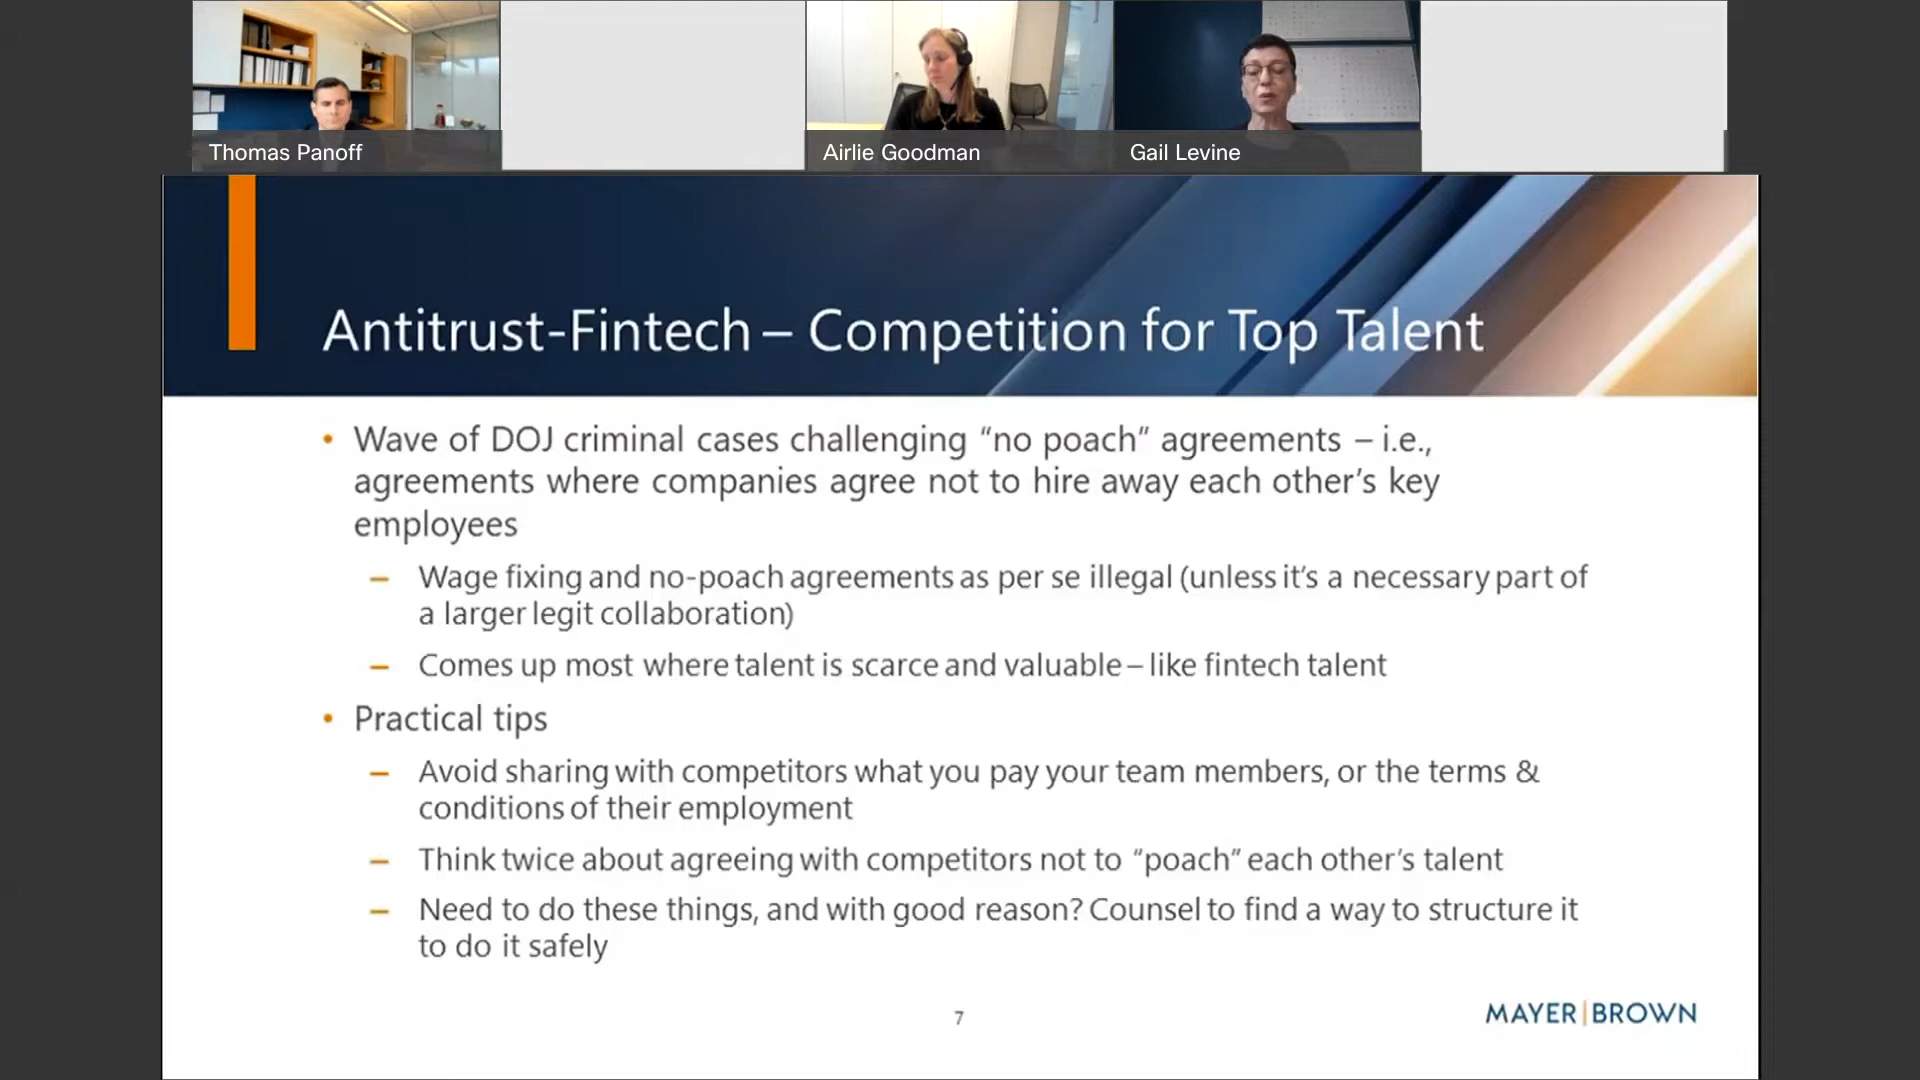 Thomas Panoff
Airlie Goodman
Gail Levine
Antitrust-Fintech – Competition for Top Talent
• Wave of DOJ criminal cases challenging “no poach” agreements – i.e.,
agreements where companies agree not to hire away each other’s key
employees
– Wage fixing and no-poach agreements as per se illegal (unless it’s a necessary part of
a larger legit collaboration)
– Comes up most where talent is scarce and valuable – like fintech talent
• Practical tips
– Avoid sharing with competitors what you pay your team members, or the terms &
conditions of their employment
– Think twice about agreeing with competitors not to “poach” each other’s talent
– Need to do these things, and with good reason? Counsel to find a way to structure it
to do it safely
7
MAYER|BROWN